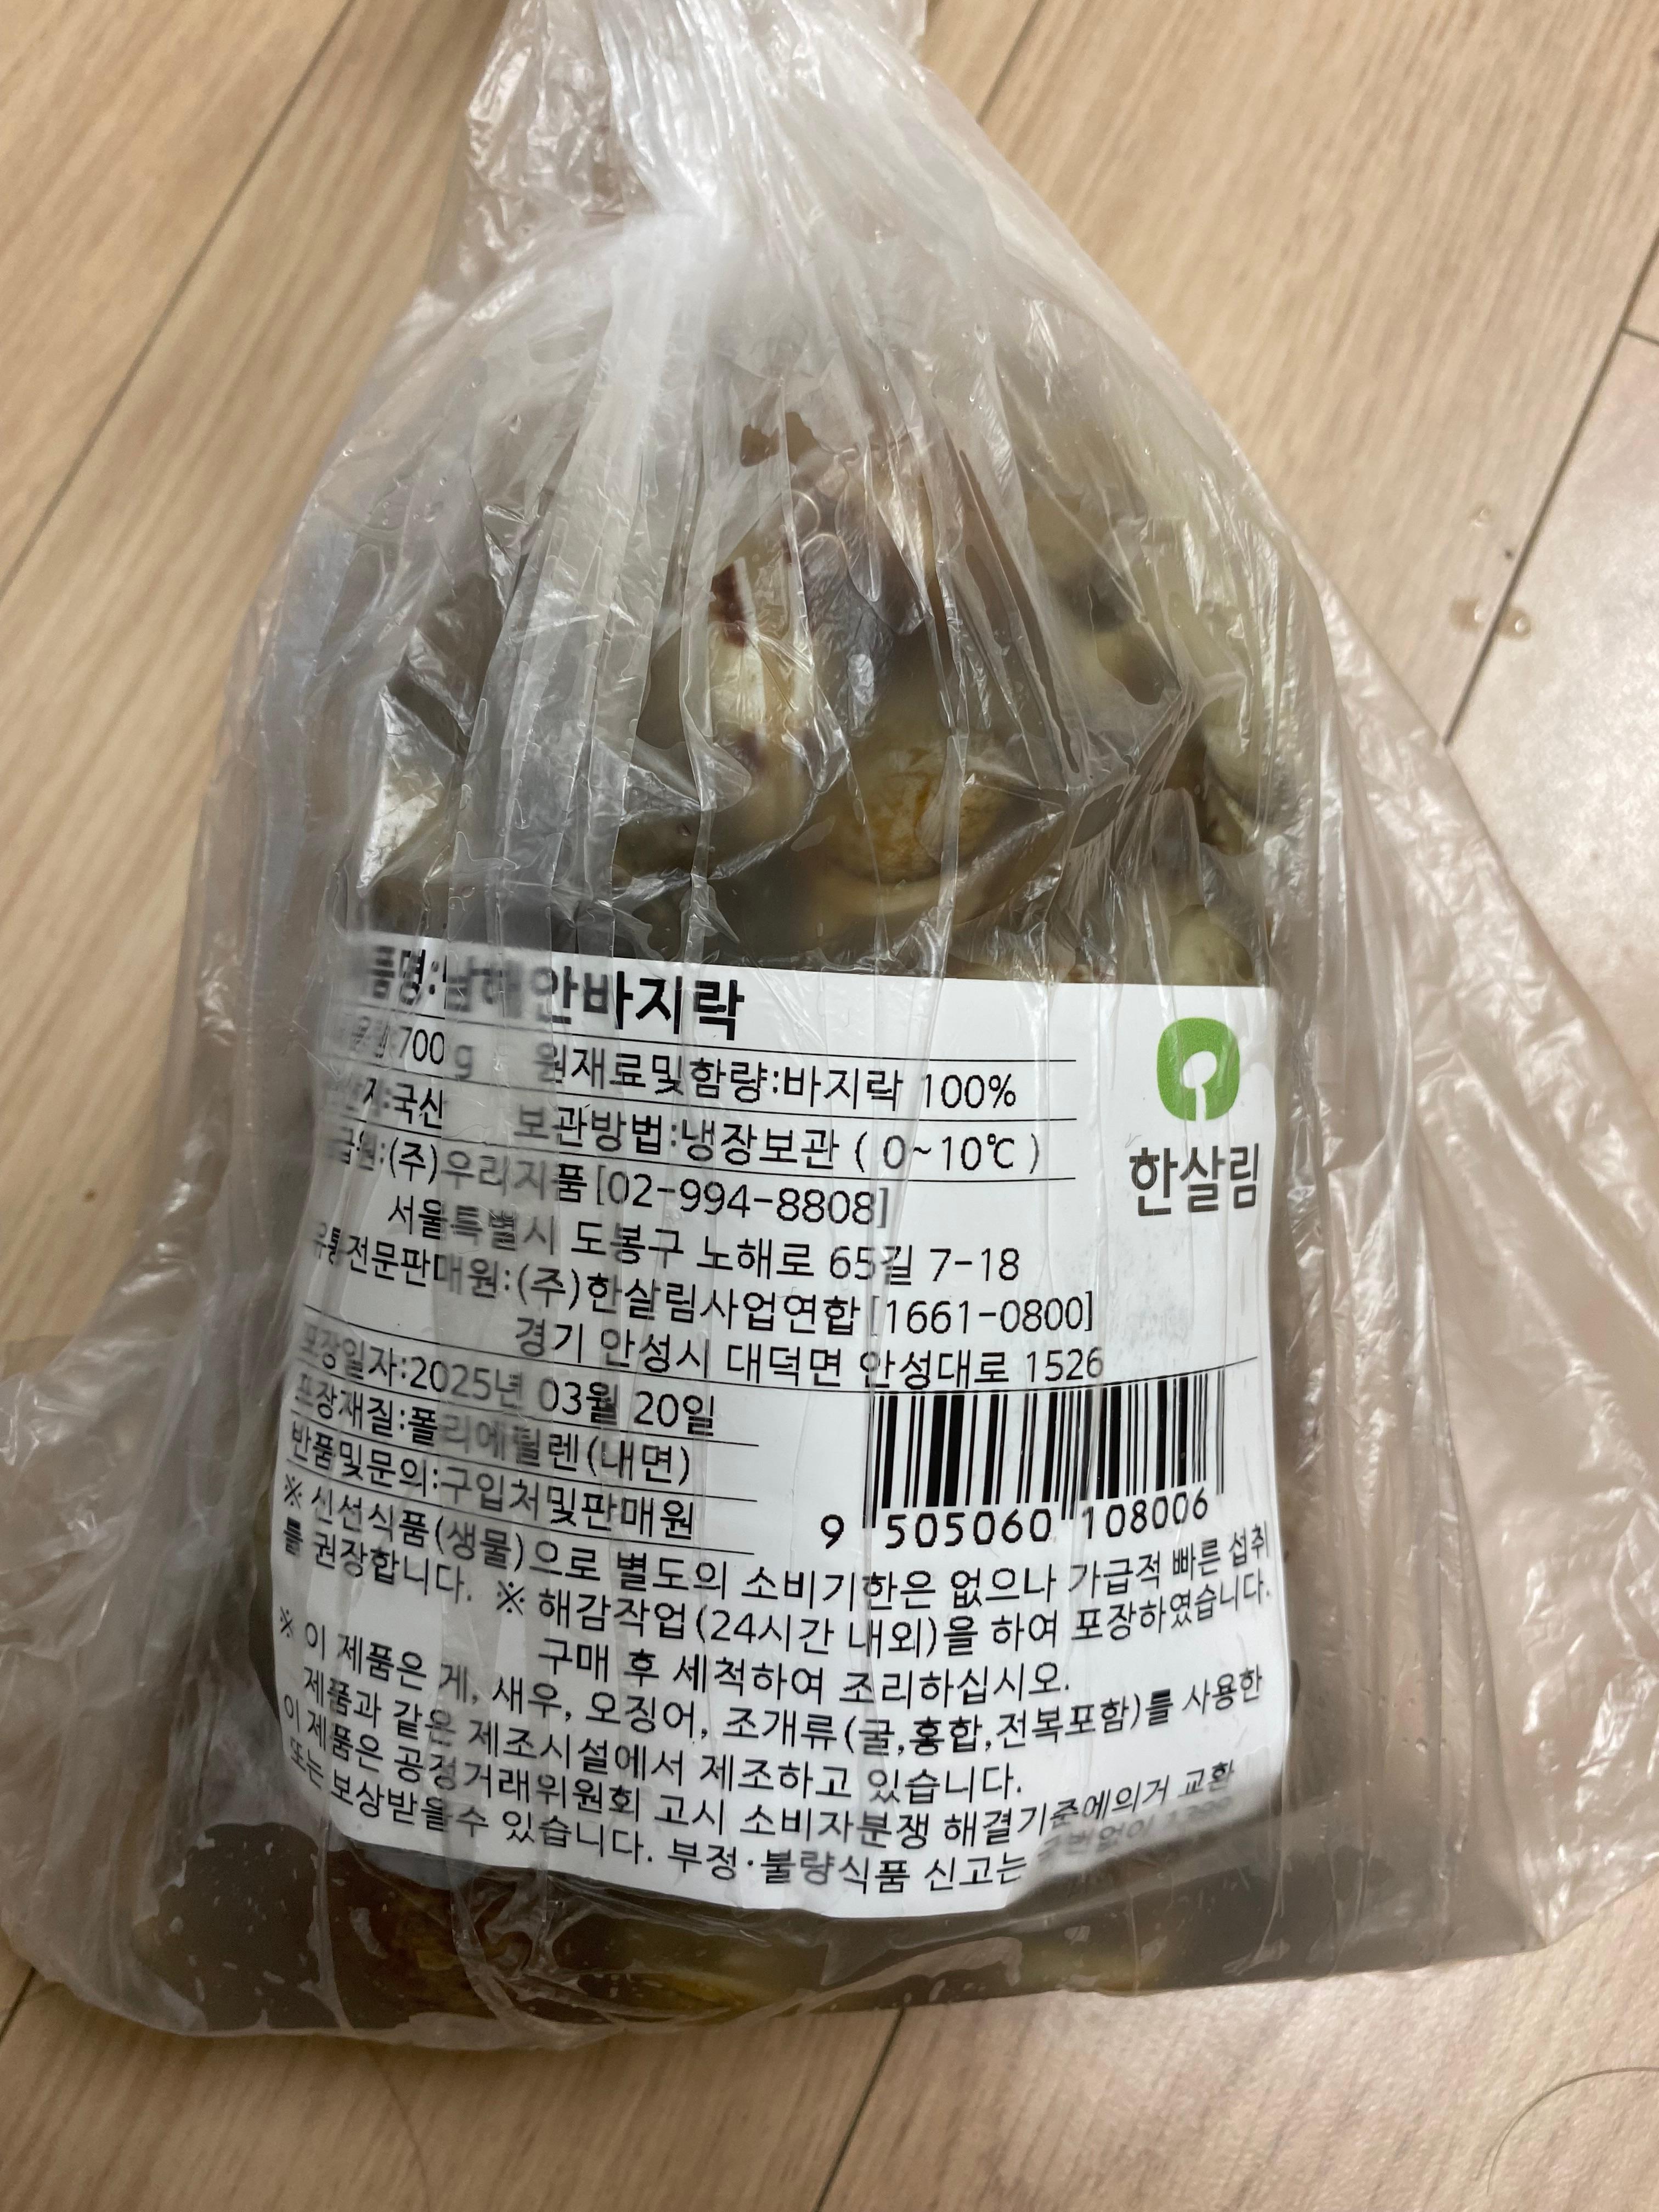 품명:남해안바지락
700g 원재료및함량:바지락 100%
국산 보관방법:냉장보관 ( 0~10℃ )
한살림
(주)우리지품[02-994-8808]
서울특별시 도봉구 노해로 65길 7-18
유통전문판매원:(주)한살림사업연합[1661-0800]
경기 안성시 대덕면 안성대로 1526
포장일자:2025년 03월 20일
포장재질:폴리에틸렌(내면)
반품및문의:구입처및판매원
9 505060 108006
※ 신선식품(생물)으로 별도의 소비기한은 없으나 가급적 빠른 섭취
를 권장합니다. ※ 해감작업(24시간 내외)을 하여 포장하였습니다.
구매 후 세척하여 조리하십시오.
※ 이 제품은 게, 새우, 오징어, 조개류(굴,홍합,전복포함)를 사용한
제품과 같은 제조시설에서 제조하고 있습니다.
이 제품은 공정거래위원회 고시 소비자분쟁 해결기준에의거 교환
또는 보상받을수 있습니다. 부정·불량식품 신고는